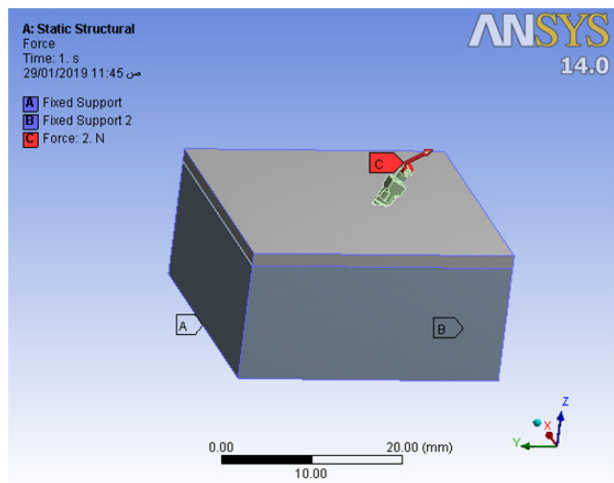 A: Static Structural
Force
Time: 1. s
29/01/2019 11:45 ص
A Fixed Support
B Fixed Support 2
C Force: 2. N
ANSYS
14.0
C
A
B
Z
X
Y
0.00 20.00 (mm)
10.00